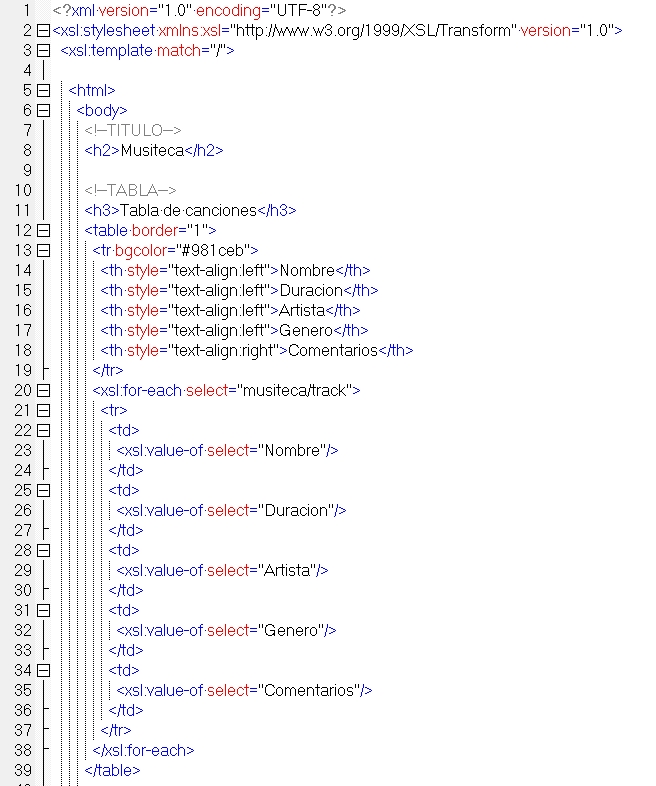 1 <?xml version="1.0" encoding="UTF-8"?>
2 <xsl:stylesheet xmlns:xsl="http://www.w3.org/1999/XSL/Transform" version="1.0">
3 <xsl:template match="/">
4
5 <html>
6 <body>
7 <!--TITULO-->
8 <h2>Musiteca</h2>
9
10 <!--TABLA-->
11 <h3>Tabla de canciones</h3>
12 <table border="1">
13 <tr bgcolor="#981ceb">
14 <th style="text-align:left">Nombre</th>
15 <th style="text-align:left">Duracion</th>
16 <th style="text-align:left">Artista</th>
17 <th style="text-align:left">Genero</th>
18 <th style="text-align:right">Comentarios</th>
19 </tr>
20 <xsl:for-each select="musiteca/track">
21 <tr>
22 <td>
23 <xsl:value-of select="Nombre"/>
24 </td>
25 <td>
26 <xsl:value-of select="Duracion"/>
27 </td>
28 <td>
29 <xsl:value-of select="Artista"/>
30 </td>
31 <td>
32 <xsl:value-of select="Genero"/>
33 </td>
34 <td>
35 <xsl:value-of select="Comentarios"/>
36 </td>
37 </tr>
38 </xsl:for-each>
39 </table>